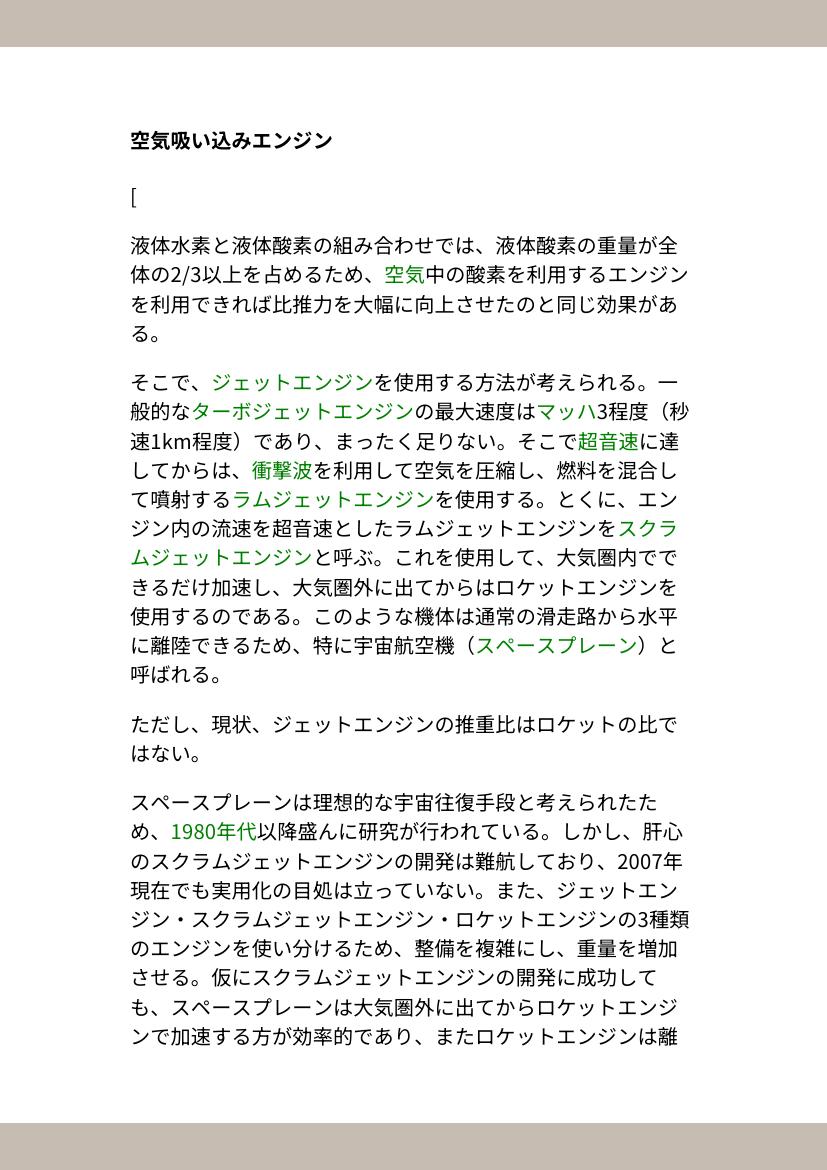 空気吸い込みエンジン
[
液体水素と液体酸素の組み合わせでは、液体酸素の重量が全
体の2/3以上を占めるため、空気中の酸素を利用するエンジン
を利用できれば比推力を大幅に向上させたのと同じ効果があ
る。
そこで、ジェットエンジンを使用する方法が考えられる。一
般的なターボジェットエンジンの最大速度はマッハ3程度（秒
速1km程度）であり、まったく足りない。そこで超音速に達
してからは、衝撃波を利用して空気を圧縮し、燃料を混合し
て噴射するラムジェットエンジンを使用する。とくに、エン
ジン内の流速を超音速としたラムジェットエンジンをスクラ
ムジェットエンジンと呼ぶ。これを使用して、大気圏内でで
きるだけ加速し、大気圏外に出てからはロケットエンジンを
使用するのである。このような機体は通常の滑走路から水平
に離陸できるため、特に宇宙航空機（スペースプレーン）と
呼ばれる。
ただし、現状、ジェットエンジンの推重比はロケットの比で
はない。
スペースプレーンは理想的な宇宙往復手段と考えられたた
め、1980年代以降盛んに研究が行われている。しかし、肝心
のスクラムジェットエンジンの開発は難航しており、2007年
現在でも実用化の目処は立っていない。また、ジェットエン
ジン・スクラムジェットエンジン・ロケットエンジンの3種類
のエンジンを使い分けるため、整備を複雑にし、重量を増加
させる。仮にスクラムジェットエンジンの開発に成功して
も、スペースプレーンは大気圏外に出てからロケットエンジ
ンで加速する方が効率的であり、またロケットエンジンは離